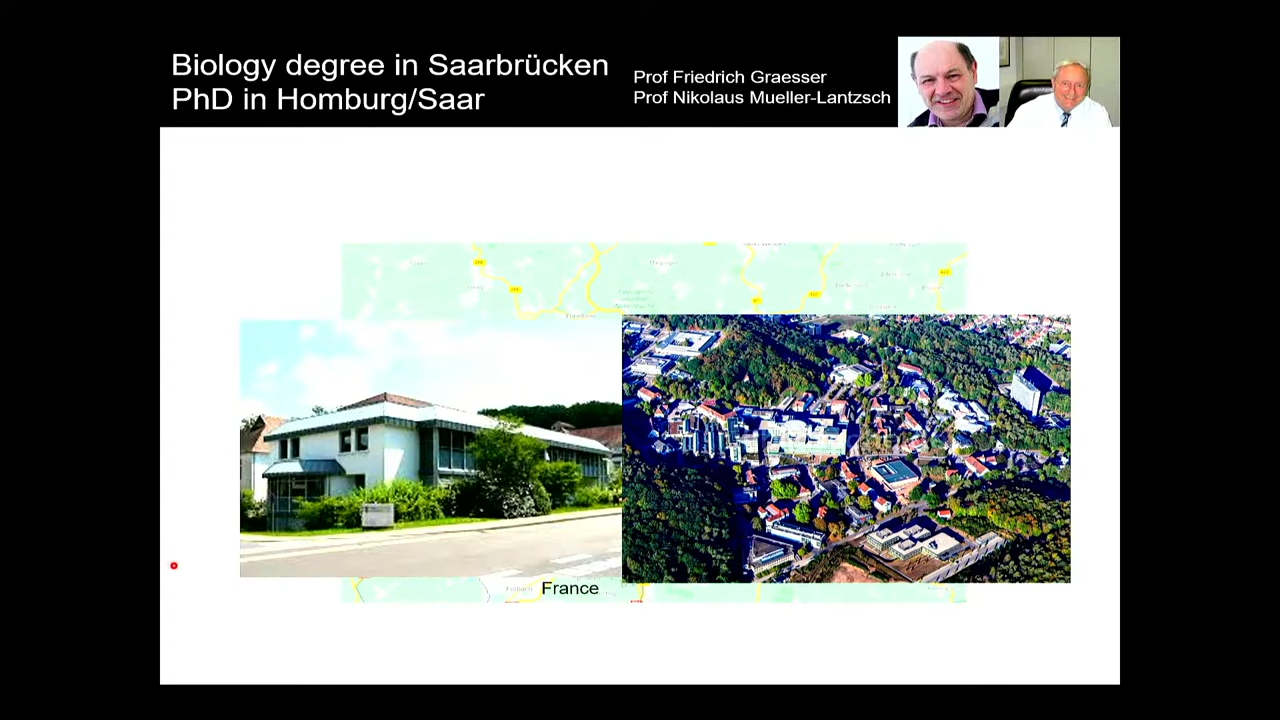 Biology degree in Saarbrücken
PhD in Homburg/Saar
Prof Friedrich Graesser
Prof Nikolaus Mueller-Lantzsch
France